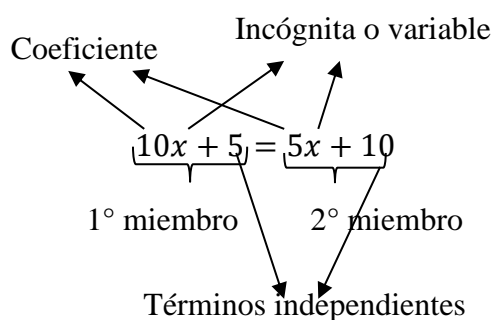 Incógnita o variable
Coeficiente
10x + 5 = 5x + 10
1° miembro 2° miembro
Términos independientes